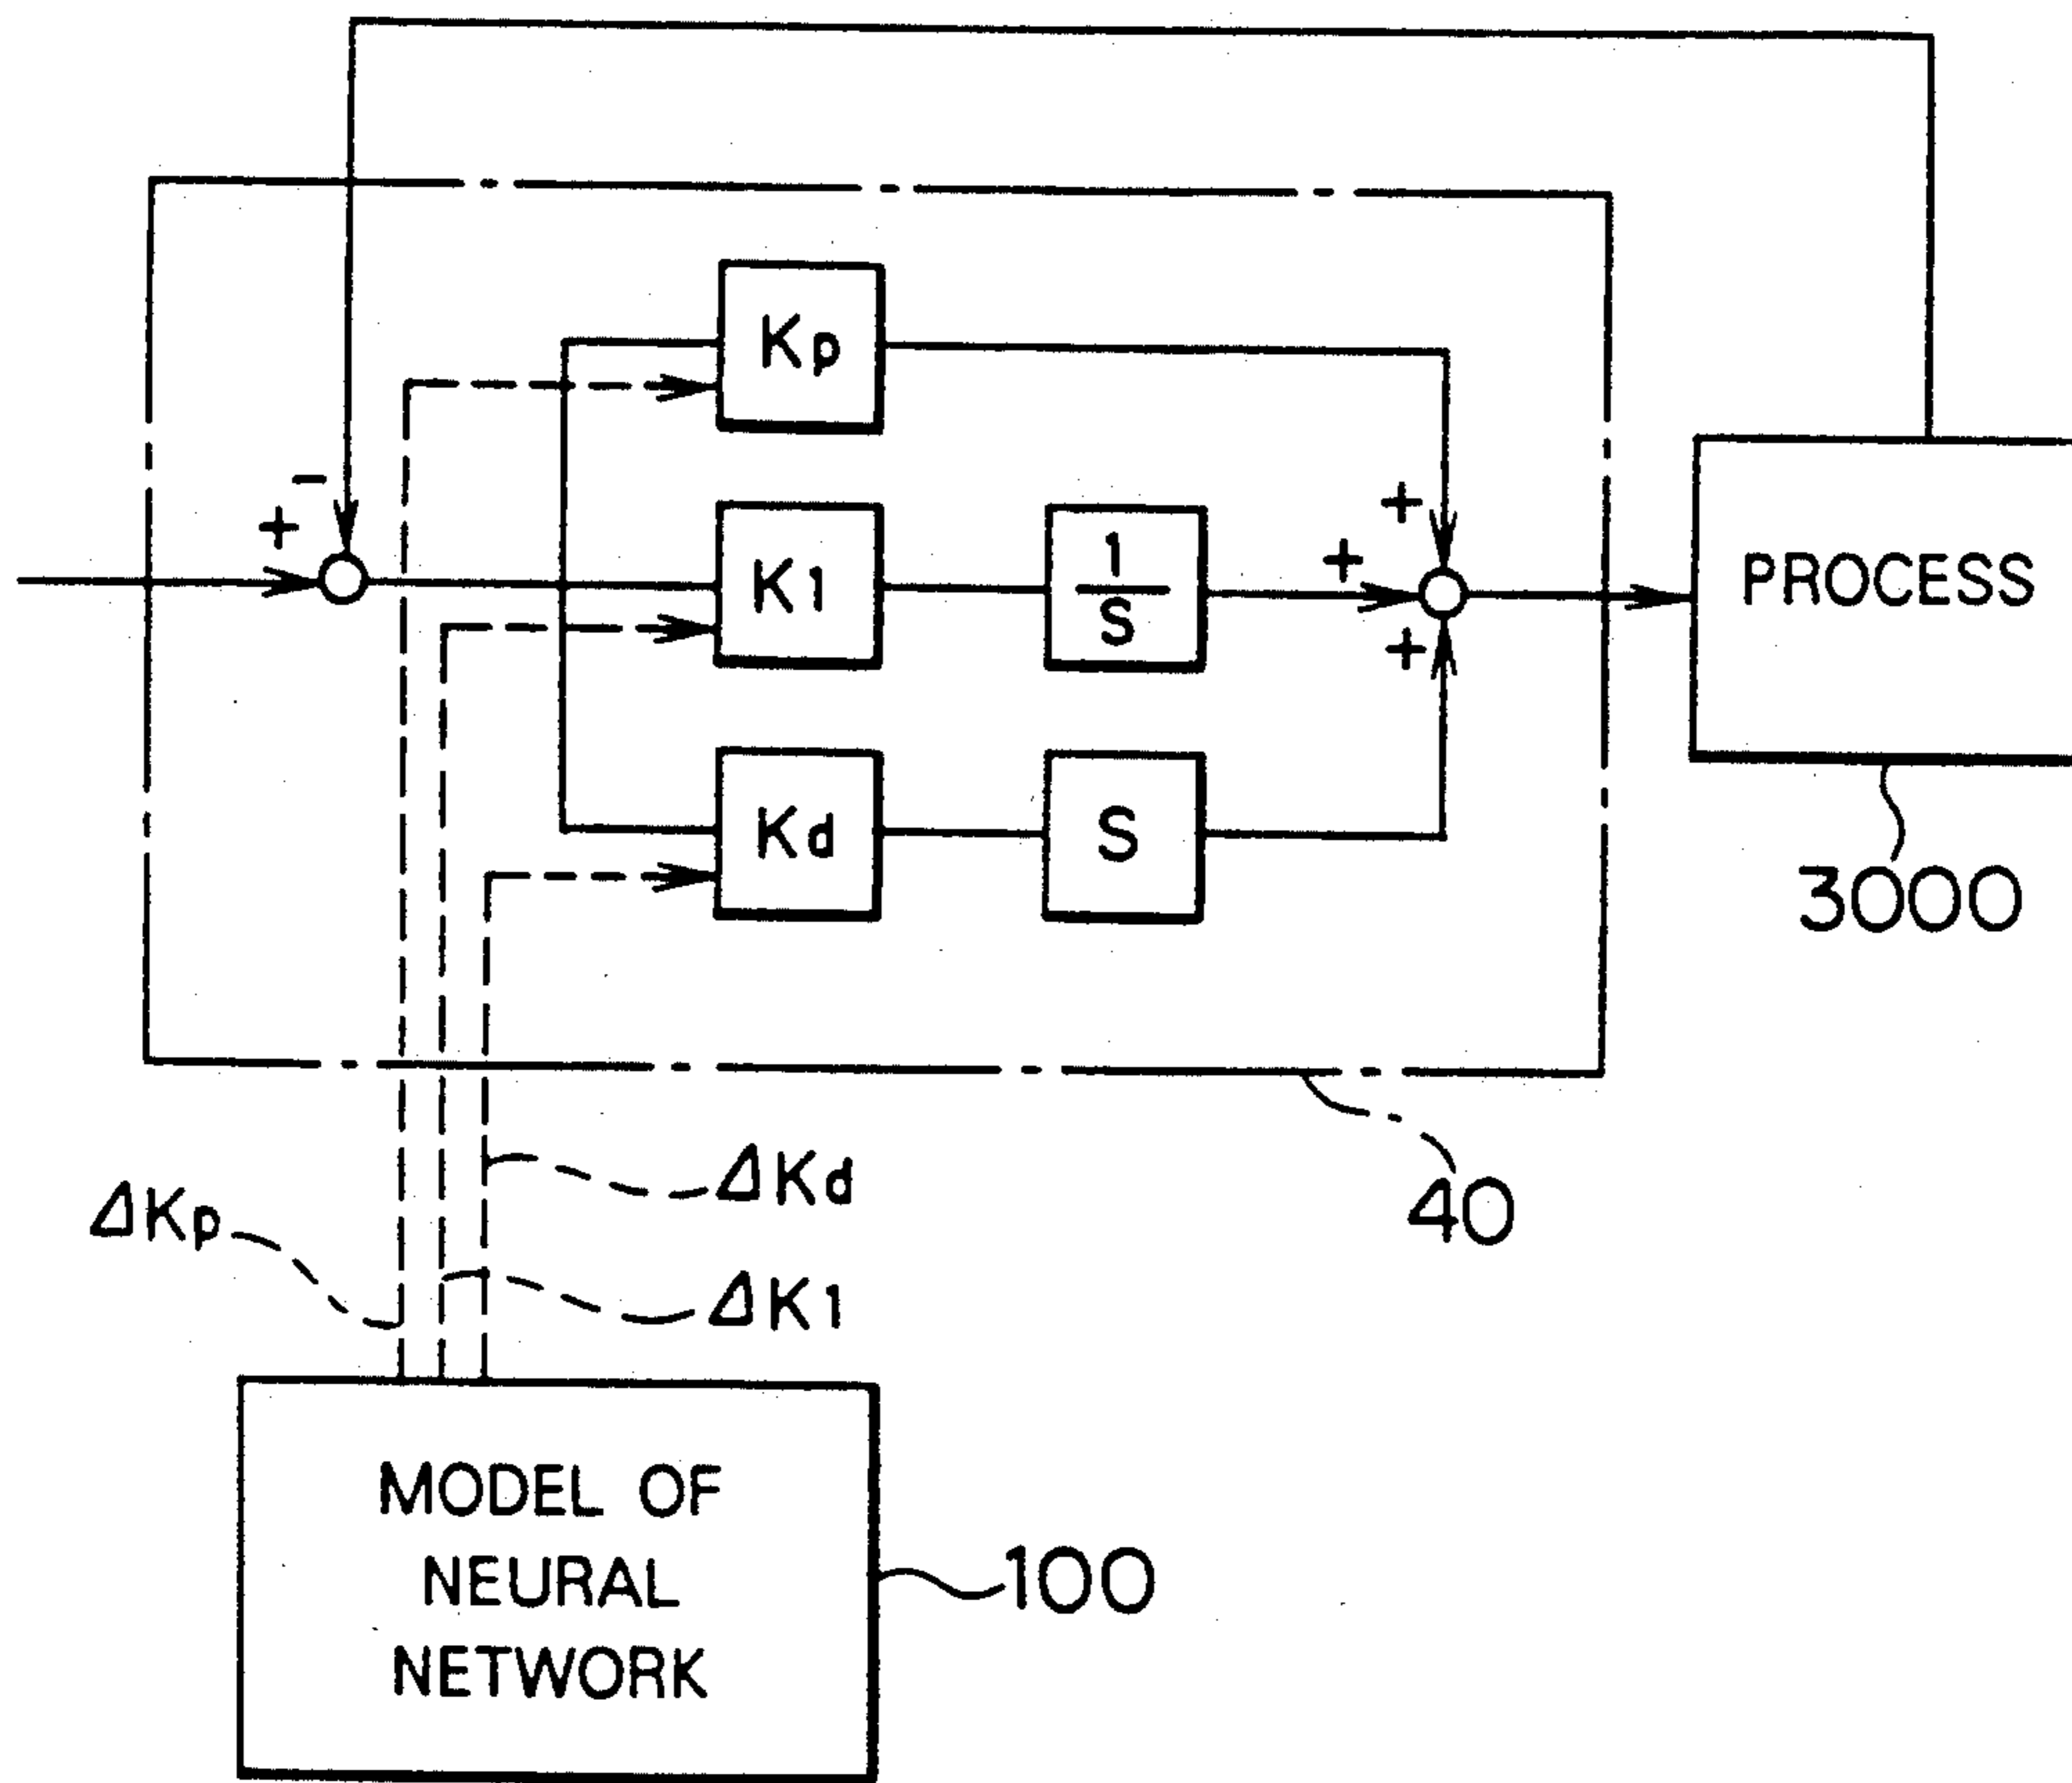 Kp
−
+
+
K1
1
S
+
+
PROCESS
Kd
S
3000
ΔKd
ΔKp
40
ΔK1
MODEL OF
NEURAL
NETWORK
100